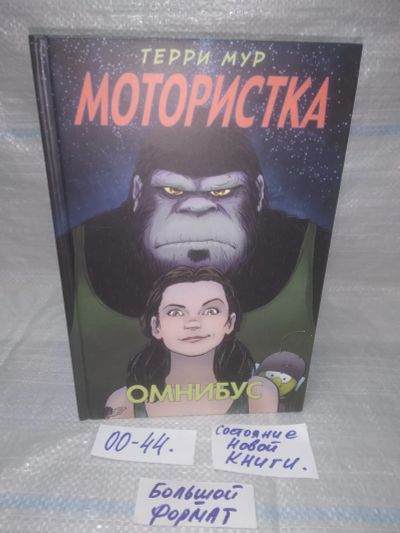 ТЕРРИ МУР
МОТОРИСТКА
ОМНИБУС
00-44.
состояние
новой
книги.
Большой
формат